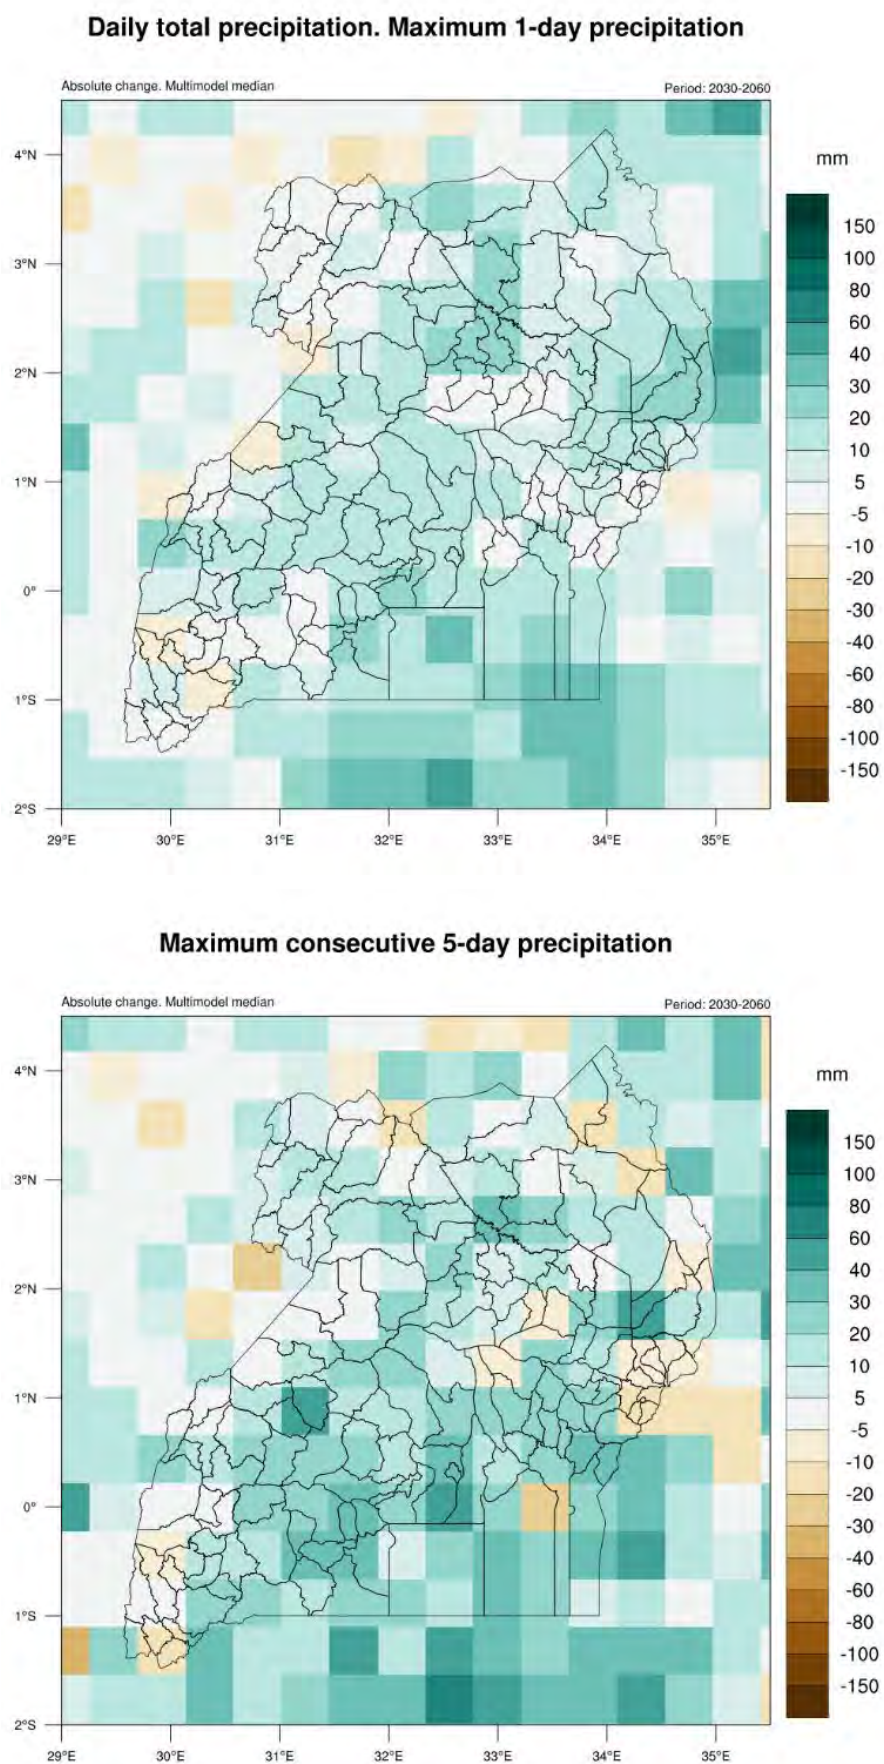 Daily total precipitation. Maximum 1-day precipitation
Absolute change. Multimodel median
Period: 2030-2060
4°N
3°N
2°N
1°N
0°
1°S
2°S
29°E 30°E 31°E 32°E 33°E 34°E 35°E
mm
150
100
80
60
40
30
20
10
5
-5
-10
-20
-30
-40
-60
-80
-100
-150
Maximum consecutive 5-day precipitation
Absolute change. Multimodel median
Period: 2030-2060
4°N
3°N
2°N
1°N
0°
1°S
2°S
29°E 30°E 31°E 32°E 33°E 34°E 35°E
mm
150
100
80
60
40
30
20
10
5
-5
-10
-20
-30
-40
-60
-80
-100
-150